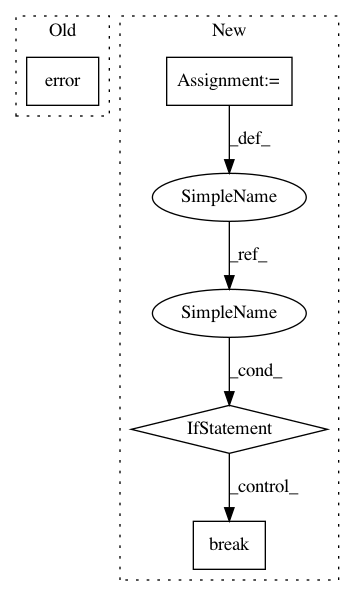 Old
New
error
Assignment:=
_def_
SimpleName
_ref_
SimpleName
_cond_
IfStatement
_control_
break